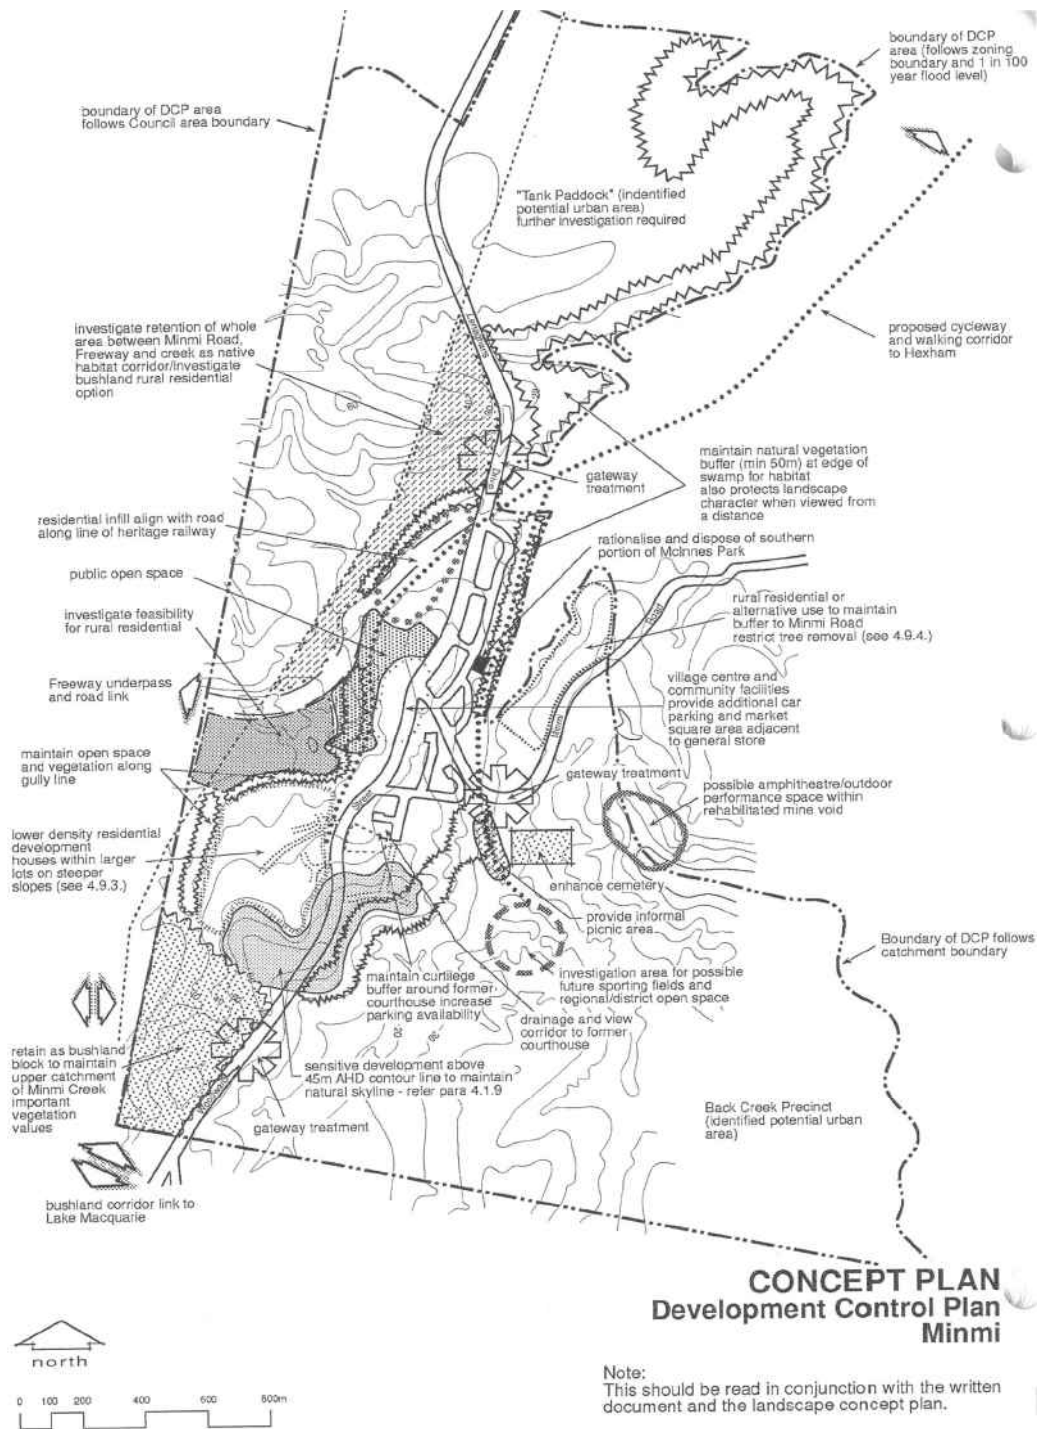 boundary of DCP
area (follows zoning
boundary and 1 in 100
year flood level)
boundary of DCP area
follows Council area boundary
"Tank Paddock" (indentified
potential urban area)
further investigation required
investigate retention of whole
area between Minmi Road,
Freeway and creek as native
habitat corridor/investigate
bushland rural residential
option
proposed cycleway
and walking corridor
to Hexham
Lenaghans
Drive
gateway
treatment
maintain natural vegetation
buffer (min 50m) at edge of
swamp for habitat
also protects landscape
character when viewed from
a distance
residential infill align with road
along line of heritage railway
rationalise and dispose of southern
portion of McInnes Park
public open space
rural residential or
alternative use to maintain
buffer to Minmi Road
restrict tree removal (see 4.9.4.)
investigate feasibility
for rural residential
Road
Minmi
Freeway underpass
and road link
village centre and
community facilities
provide additional car
parking and market
square area adjacent
to general store
maintain open space
and vegetation along
gully line
gateway treatment
possible amphitheatre/outdoor
performance space within
rehabilitated mine void
Street
lower density residential
development
houses within larger
lots on steeper
slopes (see 4.9.3.)
enhance cemetery
provide informal
picnic area
Boundary of DCP follows
catchment boundary
maintain curtilege
buffer around former
courthouse increase
parking availability
investigation area for possible
future sporting fields and
regional/district open space
drainage and view
corridor to former
courthouse
retain as bushland
block to maintain
upper catchment
of Minmi Creek
important
vegetation
values
sensitive development above
45m AHD contour line to maintain
natural skyline - refer para 4.1.9
gateway treatment
Back Creek Precinct
(identified potential urban
area)
bushland corridor link to
Lake Macquarie
CONCEPT PLAN
Development Control Plan
Minmi
north
Note:
This should be read in conjunction with the written
document and the landscape concept plan.
0 100 200 400 600 800m